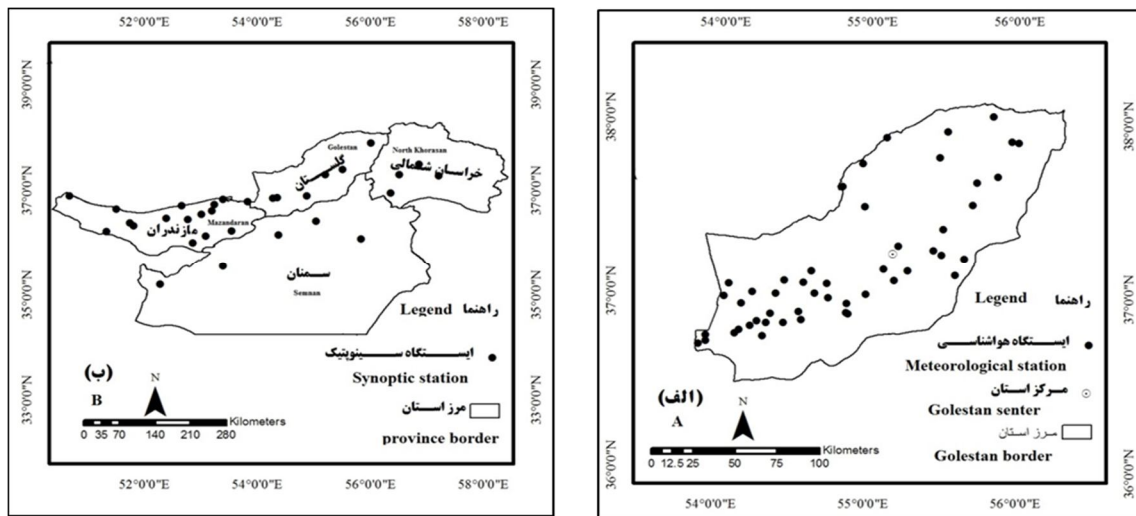 52°0'0"E 54°0'0"E 56°0'0"E 58°0'0"E
39°0'0"N
37°0'0"N
35°0'0"N
33°0'0"N
39°0'0"N
37°0'0"N
35°0'0"N
33°0'0"N
Golestan
گلستان
North Khorasan
خراسان شمالی
مازندران
Mazandaran
سمنان
Semnan
Legend راهنما
ایستگاه سینوپتیک
Synoptic station
مرز استان
province border
(ب)
B
N
Kilometers
0 35 70 140 210 280
52°0'0"E 54°0'0"E 56°0'0"E 58°0'0"E
54°0'0"E 55°0'0"E 56°0'0"E
38°0'0"N
37°0'0"N
36°0'0"N
38°0'0"N
37°0'0"N
36°0'0"N
Legend راهنما
ایستگاه هواشناسی
Meteorological station
مرکز استان
Golestan senter
مرز استان
Golestan border
(الف)
A
N
Kilometers
0 12.5 25 50 75 100
54°0'0"E 55°0'0"E 56°0'0"E